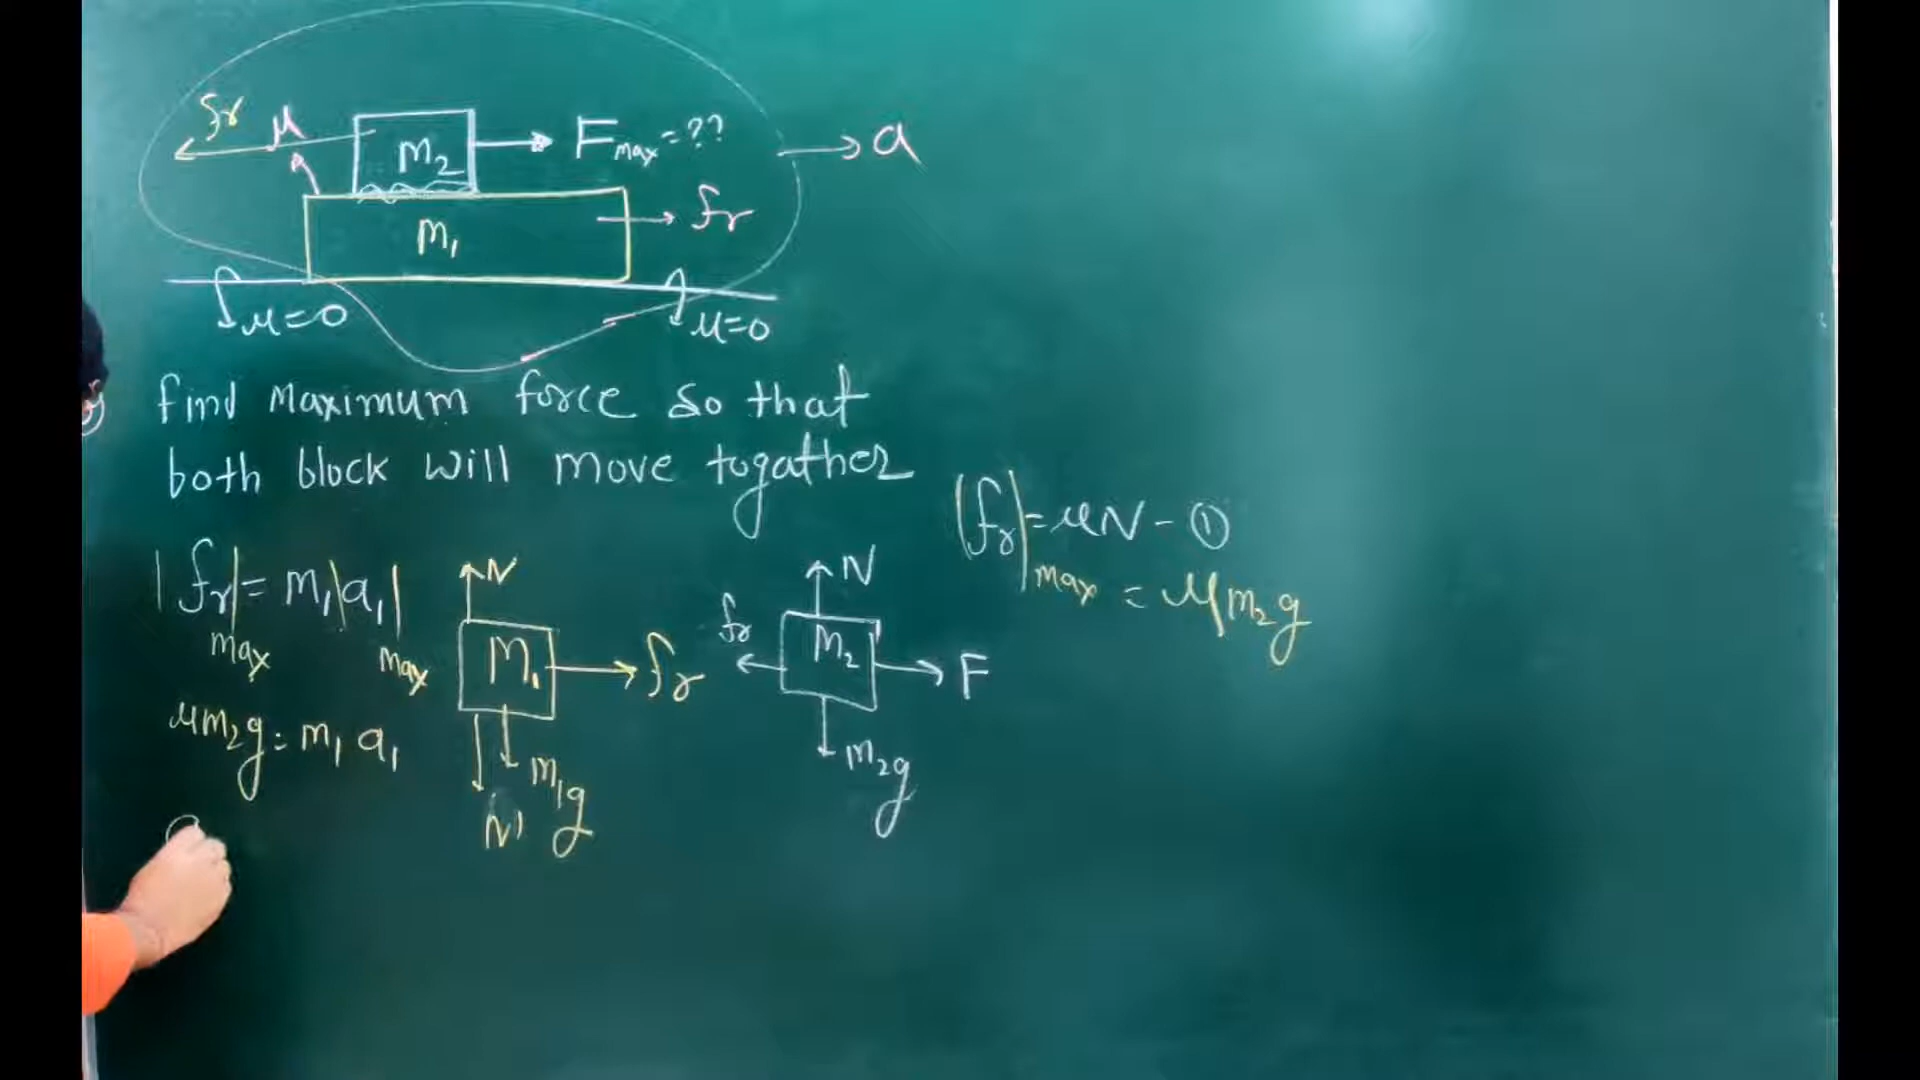 fr μ m₂ Fmax = ?? a
m₁ fr
μ=0 μ=0
find Maximum force so that
both block will move togather
|fr|max = μN - ①
= μm₂g
|fr|max = m₁|a₁|max
μm₂g = m₁ a₁
N
M₁ fr
m₁g
N
N
fr M₂ F
m₂g